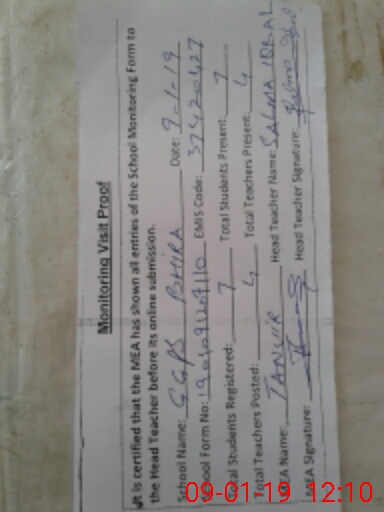 Monitoring Visit Proof
It is certified that the MEA has shown all entries of the School Monitoring Form to
the Head Teacher before its online submission.
School Name: GGPS BHURA Date: 9-1-19
School Form No: EMIS Code: 37420427
Total Students Registered: 7 Total Students Present: 7
Total Teachers Posted: 4 Total Teachers Present: 4
MEA Name: TANVIR Head Teacher Name: SALMA IQBAL
MEA Signature: Head Teacher Signature:
09-01-19 12:10